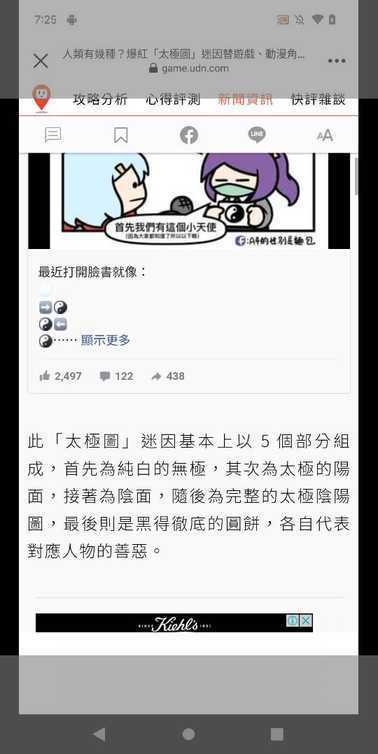 7:25
人類有幾種？爆紅「太極圖」迷因替遊戲、動漫角...
game.udn.com
攻略分析 心得評測 新聞資訊 快評雜談
LINE
AA
首先我們有這個小天使
(因為大家都知道了所以以下略)
最近打開臉書就像：
➡️☯️
☯️⬅️
☯️⋯⋯ 顯示更多
2,497 122 438
此「太極圖」迷因基本上以 5 個部分組
成，首先為純白的無極，其次為太極的陽
面，接著為陰面，隨後為完整的太極陰陽
圖，最後則是黑得徹底的圓餅，各自代表
對應人物的善惡。
SINCE Kiehl's 1851